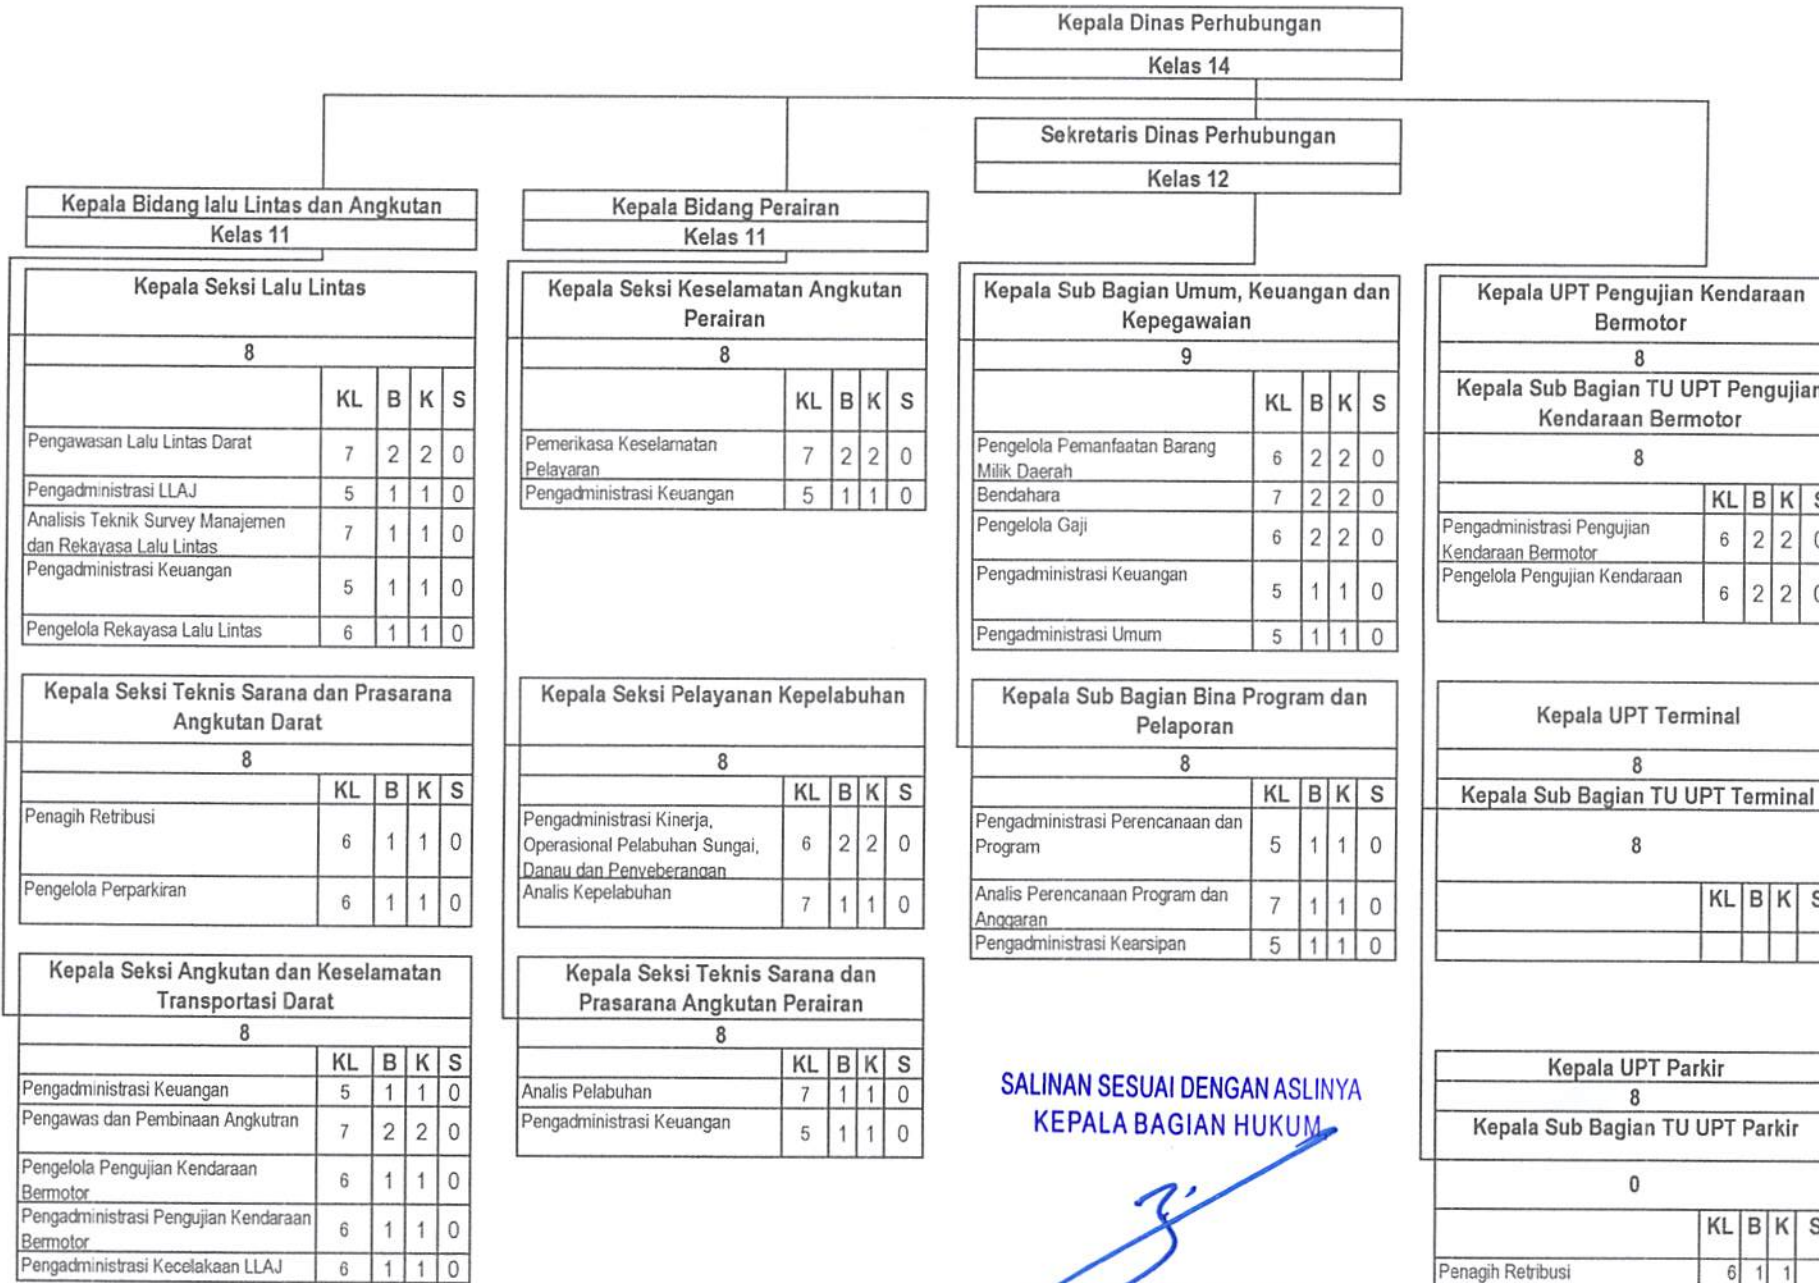 Kepala Dinas Perhubungan
Kelas 14
Sekretaris Dinas Perhubungan
Kelas 12
Kepala Bidang lalu Lintas dan Angkutan
Kelas 11
Kepala Seksi Lalu Lintas
8
KL B K S
Pengawasan Lalu Lintas Darat 7 2 2 0
Pengadministrasi LLAJ 5 1 1 0
Analisis Teknik Survey Manajemen
dan Rekayasa Lalu Lintas 7 1 1 0
Pengadministrasi Keuangan 5 1 1 0
Pengelola Rekayasa Lalu Lintas 6 1 1 0
Kepala Seksi Teknis Sarana dan Prasarana
Angkutan Darat
8
KL B K S
Penagih Retribusi 6 1 1 0
Pengelola Perparkiran 6 1 1 0
Kepala Seksi Angkutan dan Keselamatan
Transportasi Darat
8
KL B K S
Pengadministrasi Keuangan 5 1 1 0
Pengawas dan Pembinaan Angkutran 7 2 2 0
Pengelola Pengujian Kendaraan
Bermotor 6 1 1 0
Pengadministrasi Pengujian Kendaraan
Bermotor 6 1 1 0
Pengadministrasi Kecelakaan LLAJ 6 1 1 0
Kepala Bidang Perairan
Kelas 11
Kepala Seksi Keselamatan Angkutan
Perairan
8
KL B K S
Pemerikasa Keselamatan
Pelayaran 7 2 2 0
Pengadministrasi Keuangan 5 1 1 0
Kepala Seksi Pelayanan Kepelabuhan
8
KL B K S
Pengadministrasi Kinerja,
Operasional Pelabuhan Sungai,
Danau dan Penyeberangan 6 2 2 0
Analis Kepelabuhan 7 1 1 0
Kepala Seksi Teknis Sarana dan
Prasarana Angkutan Perairan
8
KL B K S
Analis Pelabuhan 7 1 1 0
Pengadministrasi Keuangan 5 1 1 0
Kepala Sub Bagian Umum, Keuangan dan
Kepegawaian
9
KL B K S
Pengelola Pemanfaatan Barang
Milik Daerah 6 2 2 0
Bendahara 7 2 2 0
Pengelola Gaji 6 2 2 0
Pengadministrasi Keuangan 5 1 1 0
Pengadministrasi Umum 5 1 1 0
Kepala Sub Bagian Bina Program dan
Pelaporan
8
KL B K S
Pengadministrasi Perencanaan dan
Program 5 1 1 0
Analis Perencanaan Program dan
Anggaran 7 1 1 0
Pengadministrasi Kearsipan 5 1 1 0
SALINAN SESUAI DENGAN ASLINYA
KEPALA BAGIAN HUKUM,
Kepala UPT Pengujian Kendaraan
Bermotor
8
Kepala Sub Bagian TU UPT Pengujian
Kendaraan Bermotor
8
KL B K S
Pengadministrasi Pengujian
Kendaraan Bermotor 6 2 2 0
Pengelola Pengujian Kendaraan 6 2 2 0
Kepala UPT Terminal
8
Kepala Sub Bagian TU UPT Terminal
8
KL B K S
Kepala UPT Parkir
8
Kepala Sub Bagian TU UPT Parkir
0
KL B K S
Penagih Retribusi 6 1 1